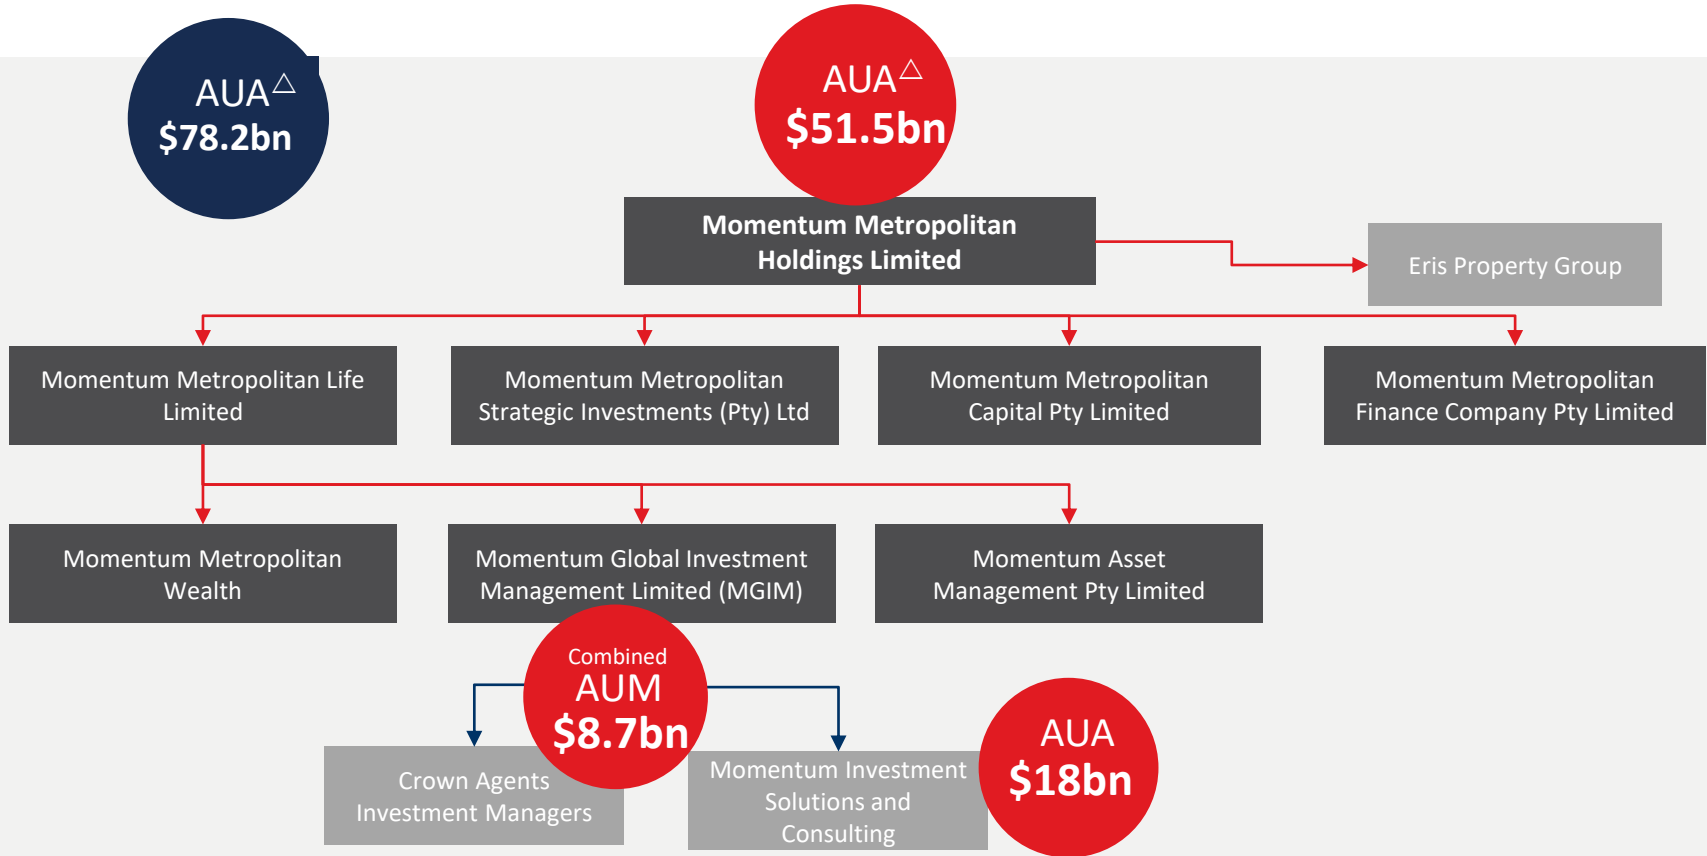 AUA△
$78.2bn
AUA△
$51.5bn
Momentum Metropolitan
Holdings Limited
Eris Property Group
Momentum Metropolitan Life
Limited
Momentum Metropolitan
Strategic Investments (Pty) Ltd
Momentum Metropolitan
Capital Pty Limited
Momentum Metropolitan
Finance Company Pty Limited
Momentum Metropolitan
Wealth
Momentum Global Investment
Management Limited (MGIM)
Momentum Asset
Management Pty Limited
Combined
AUM
$8.7bn
Crown Agents
Investment Managers
Momentum Investment
Solutions and
Consulting
AUA
$18bn